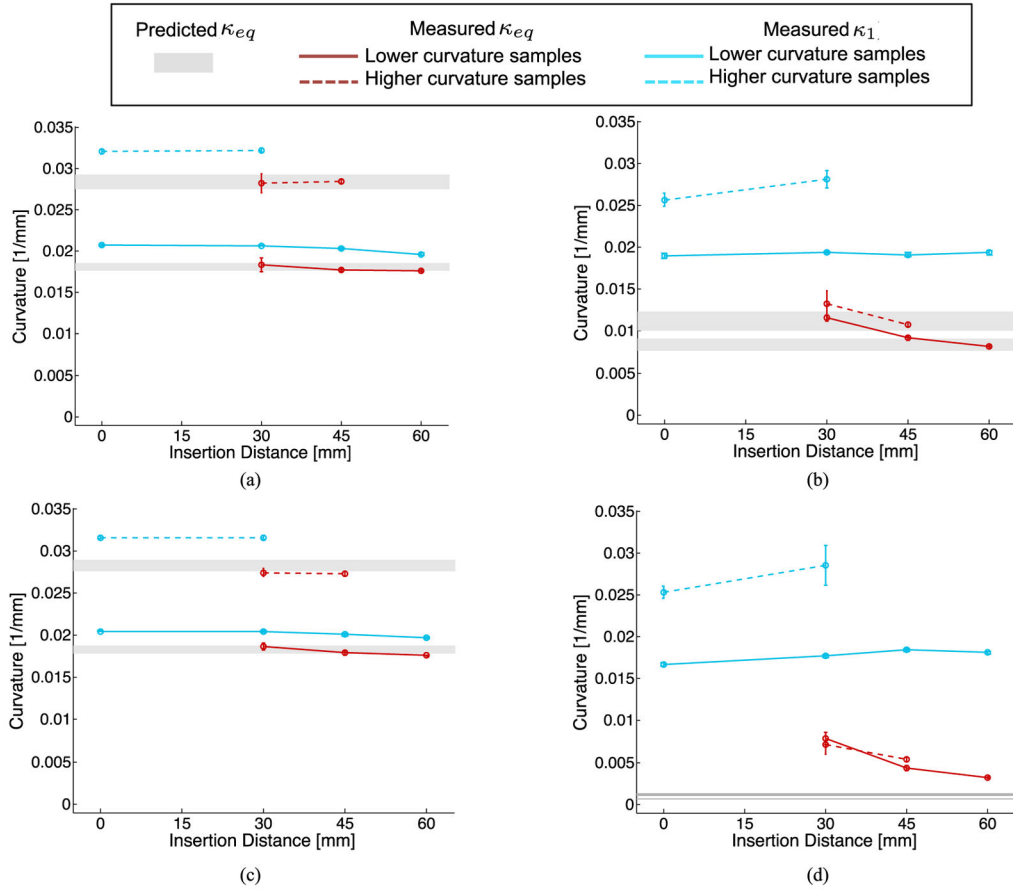 Predicted κeq
Measured κeq
Measured κ1
Lower curvature samples
Higher curvature samples
Lower curvature samples
Higher curvature samples
0.035
0.03
0.025
0.02
0.015
0.01
0.005
0
Curvature [1/mm]
0 15 30 45 60
Insertion Distance [mm]
(a)
0.035
0.03
0.025
0.02
0.015
0.01
0.005
0
Curvature [1/mm]
0 15 30 45 60
Insertion Distance [mm]
(b)
0.035
0.03
0.025
0.02
0.015
0.01
0.005
0
Curvature [1/mm]
0 15 30 45 60
Insertion Distance [mm]
(c)
0.035
0.03
0.025
0.02
0.015
0.01
0.005
0
Curvature [1/mm]
0 15 30 45 60
Insertion Distance [mm]
(d)